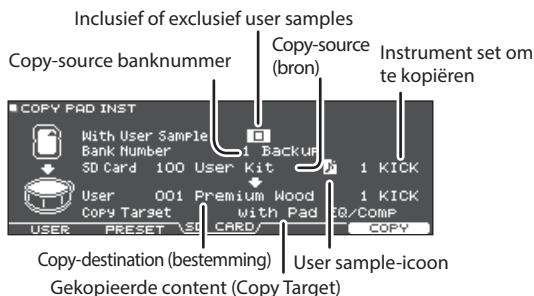 Inclusief of exclusief user samples
Copy-source banknummer
Copy-source
(bron)
Instrument set om
te kopiëren
COPY PAD INST
With User Sample
Bank Number 1 Backup
SD Card 100 User Kit 1 KICK
User 001 Premium Wood 1 KICK
Copy Target with Pad EQ/Comp
USER PRESET SD CARD COPY
Copy-destination (bestemming)
User sample-icoon
Gekopieerde content (Copy Target)